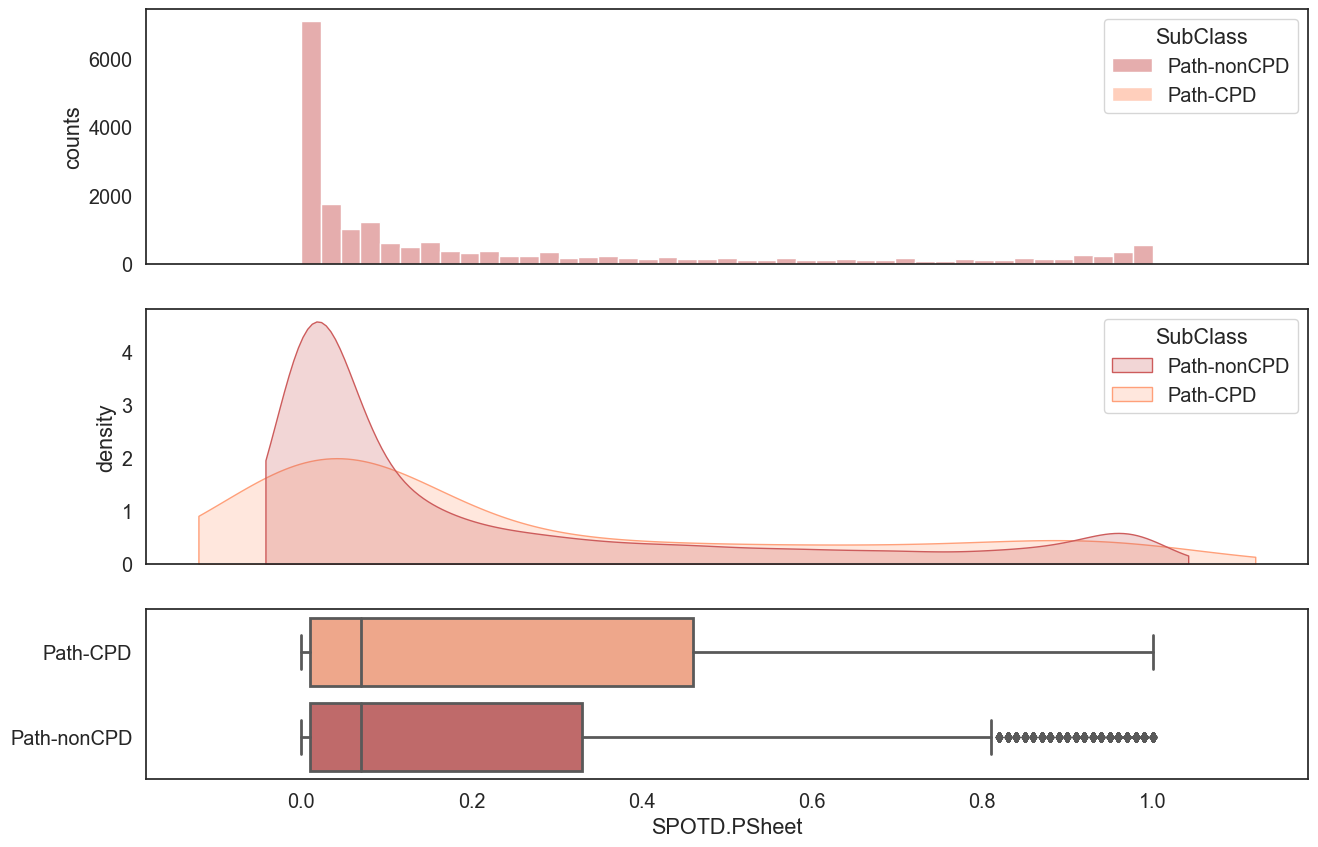 SubClass
Path-nonCPD
Path-CPD
counts
6000
4000
2000
0
SubClass
Path-nonCPD
Path-CPD
density
4
3
2
1
0
Path-CPD
Path-nonCPD
0.0 0.2 0.4 0.6 0.8 1.0
SPOTD.PSheet